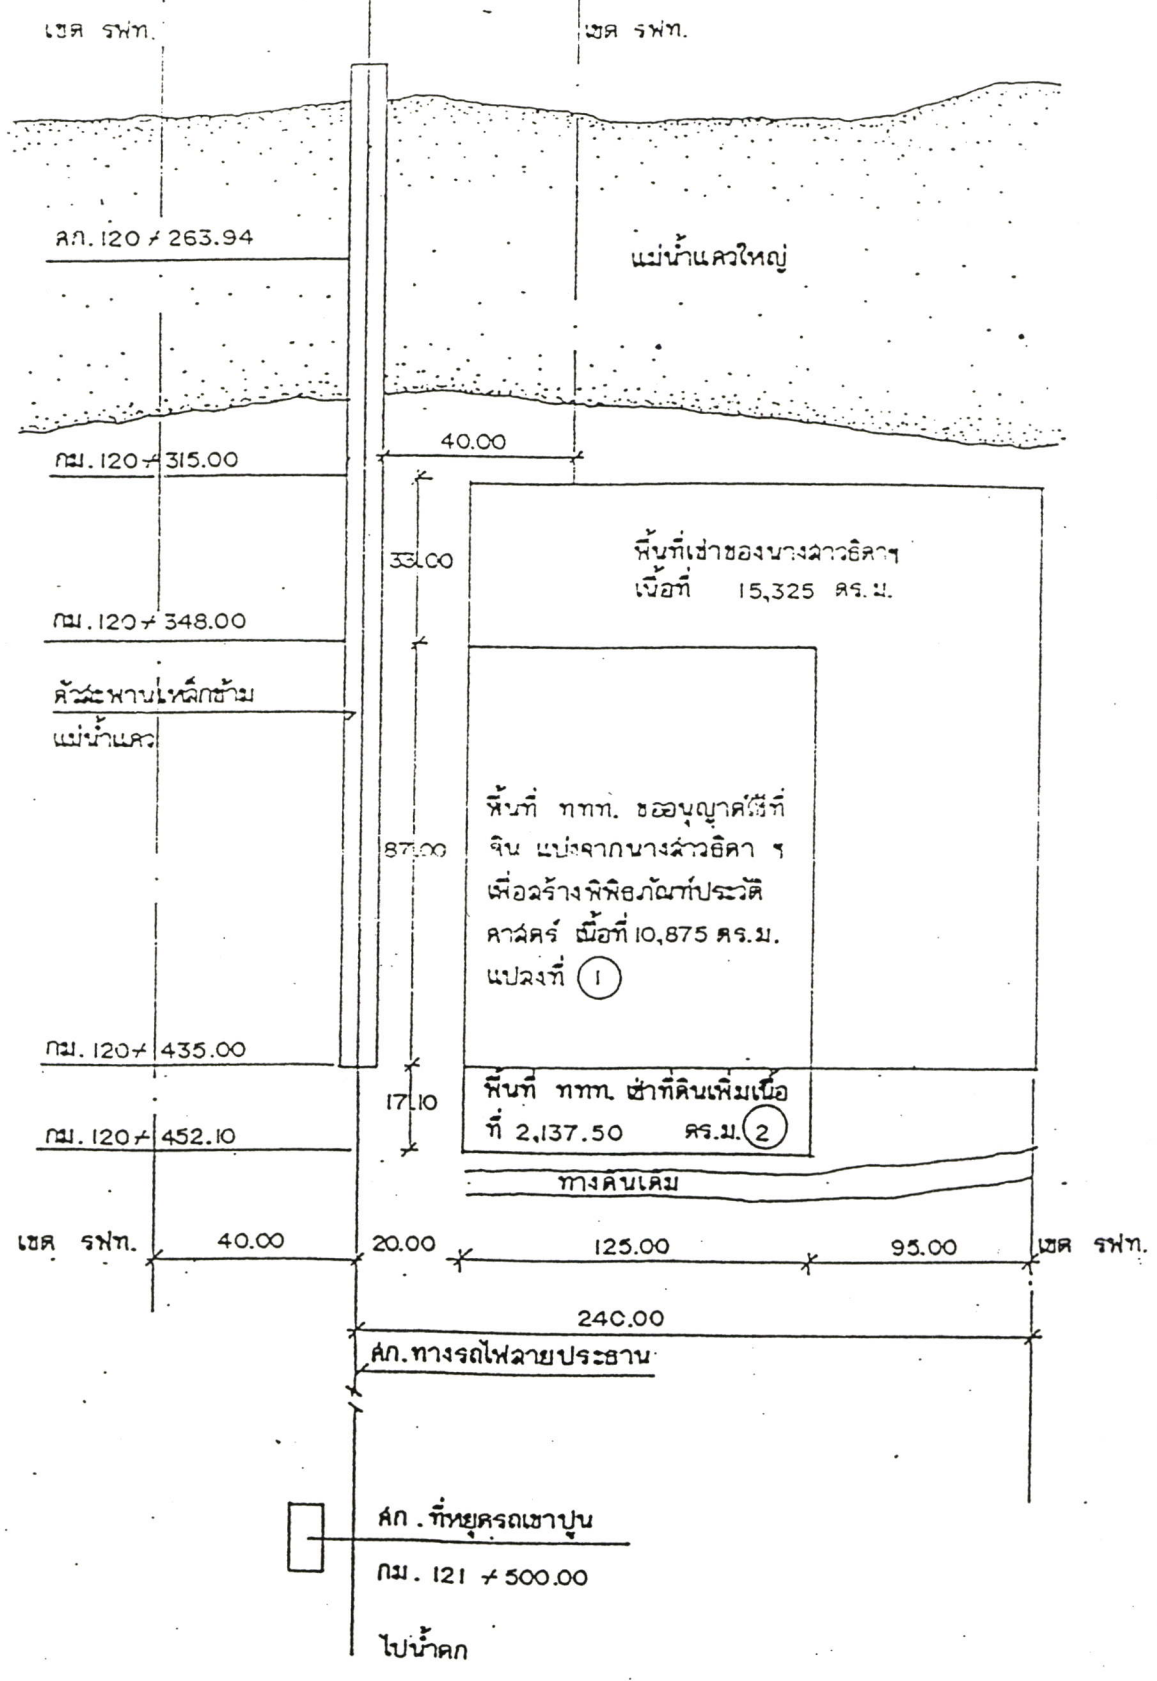 เขต รฟท.
เขต รฟท.
ศก. 120 + 263.94
แม่น้ำแควใหญ่
40.00
กม. 120 + 315.00
33.00
พื้นที่เช่าของนางสาวธิดาฯ
เนื้อที่ 15,325 ตร.ม.
กม. 120 + 348.00
ตัวสะพานเหล็กข้าม
แม่น้ำแคว
87.00
พื้นที่ ททท. ขออนุญาตใช้ที่
ดิน แบ่งจากนางสาวธิดา ฯ
เพื่อสร้างพิพิธภัณฑ์ประวัติ
ศาสตร์ เนื้อที่ 10,875 ตร.ม.
แปลงที่ 1
กม. 120 + 435.00
17.10
พื้นที่ ททท. เช่าที่ดินเพิ่มเนื้อ
ที่ 2,137.50 ตร.ม. 2
กม. 120 + 452.10
ทางดินเดิม
เขต รฟท. 40.00 20.00 125.00 95.00 เขต รฟท.
240.00
ศก. ทางรถไฟสายประธาน
ศก. ที่หยุดรถเขาปูน
กม. 121 + 500.00
ไปน้ำตก